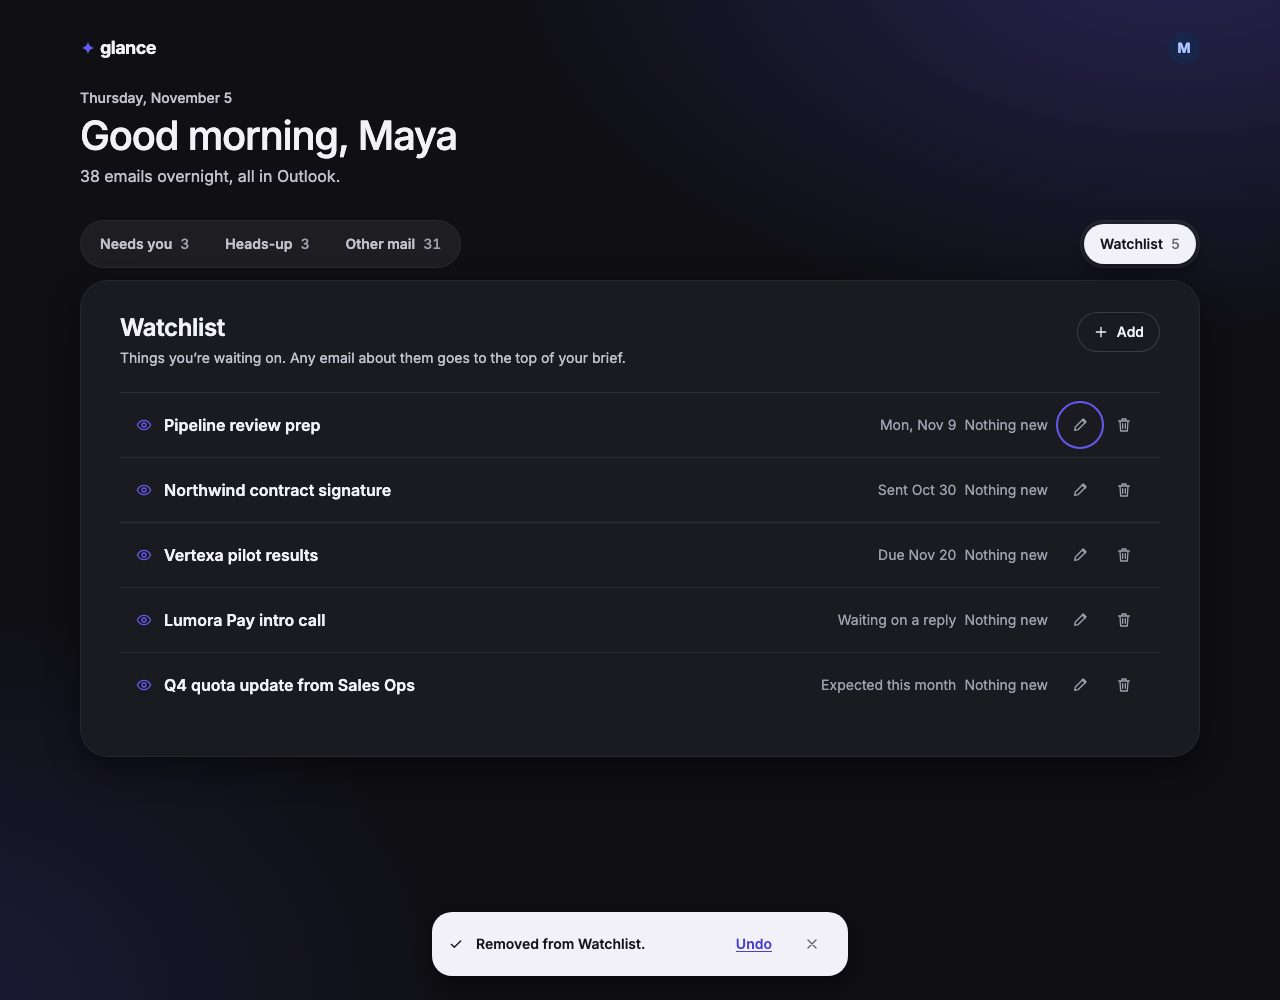 glance
M
Thursday, November 5
Good morning, Maya
38 emails overnight, all in Outlook.
Needs you 3
Heads-up 3
Other mail 31
Watchlist 5
Watchlist
Add
Things you’re waiting on. Any email about them goes to the top of your brief.
Pipeline review prep Mon, Nov 9 Nothing new
Northwind contract signature Sent Oct 30 Nothing new
Vertexa pilot results Due Nov 20 Nothing new
Lumora Pay intro call Waiting on a reply Nothing new
Q4 quota update from Sales Ops Expected this month Nothing new
Removed from Watchlist. Undo